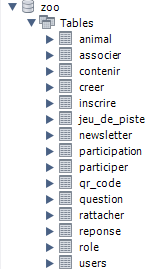 zoo
Tables
animal
associer
contenir
creer
inscrire
jeu_de_piste
newsletter
participation
participer
qr_code
question
rattacher
reponse
role
users